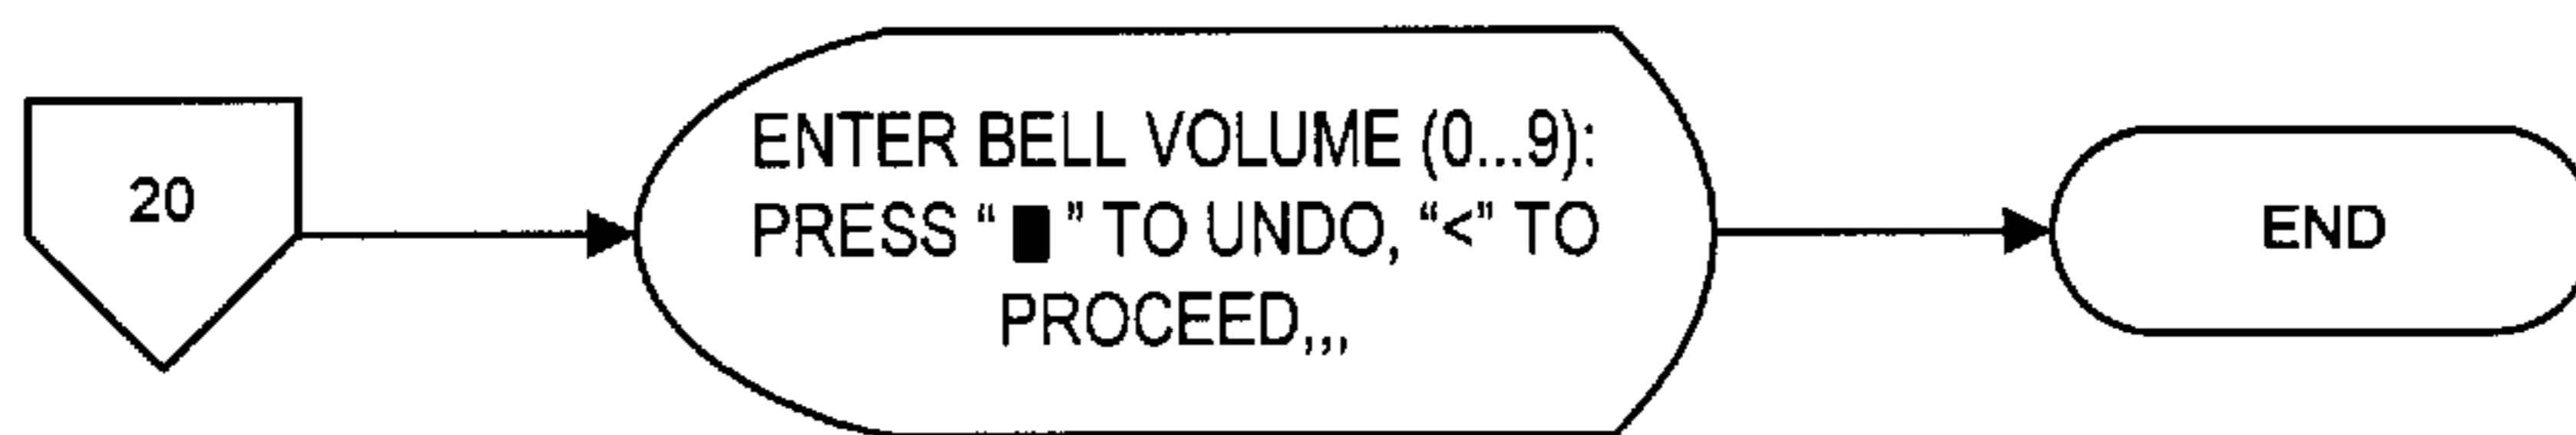 20
ENTER BELL VOLUME (0...9):
PRESS “ ■ ” TO UNDO, “<” TO
PROCEED,,,
END